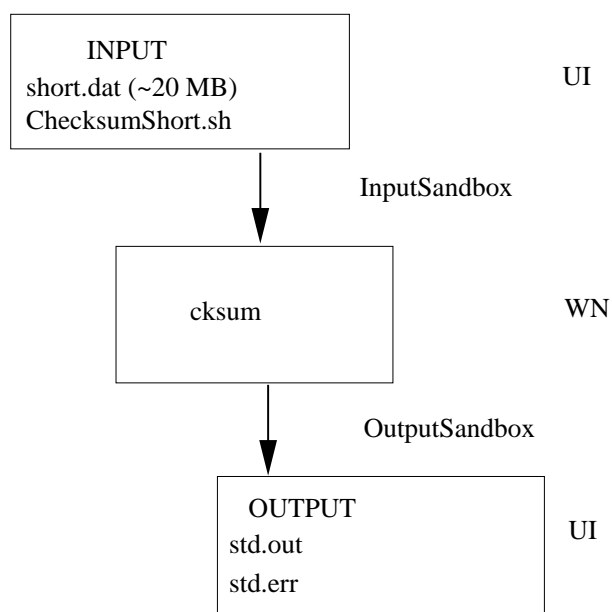 INPUT
short.dat (~20 MB)
ChecksumShort.sh
UI
InputSandbox
cksum
WN
OutputSandbox
OUTPUT
std.out
std.err
UI